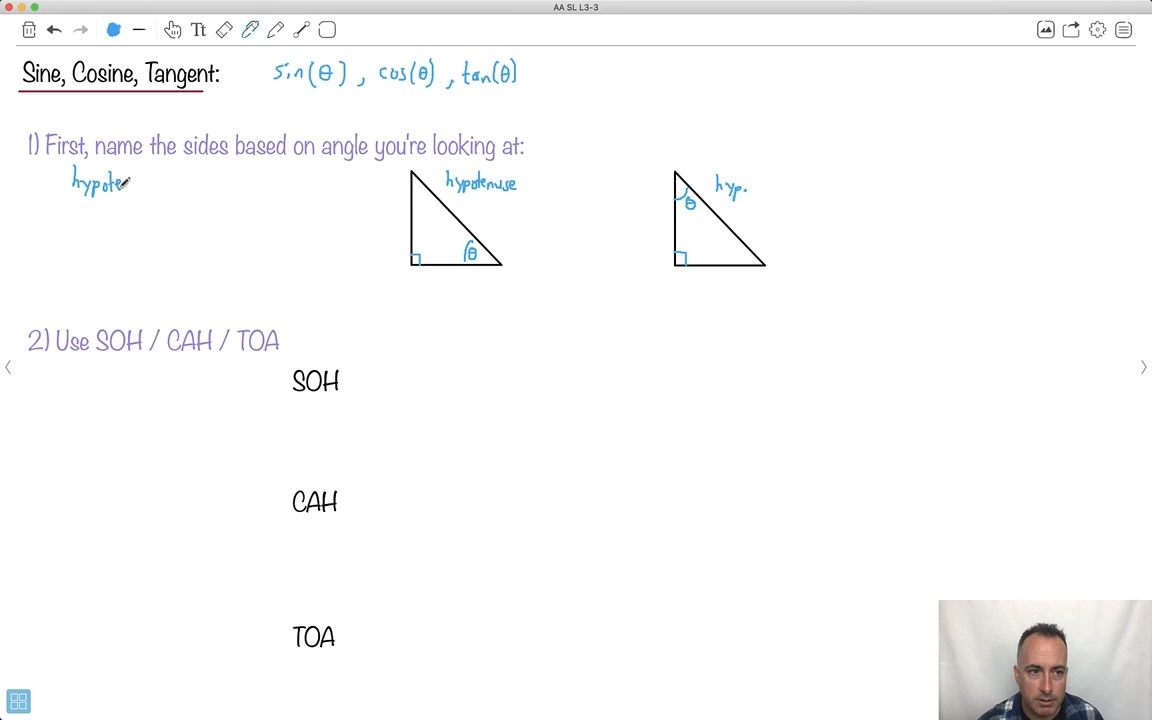 AA SL L3-3
Tt
Sine, Cosine, Tangent: sin(θ), cos(θ), tan(θ)
1) First, name the sides based on angle you're looking at:
hypote
hypotenuse
θ
hyp.
θ
2) Use SOH / CAH / TOA
SOH
CAH
TOA